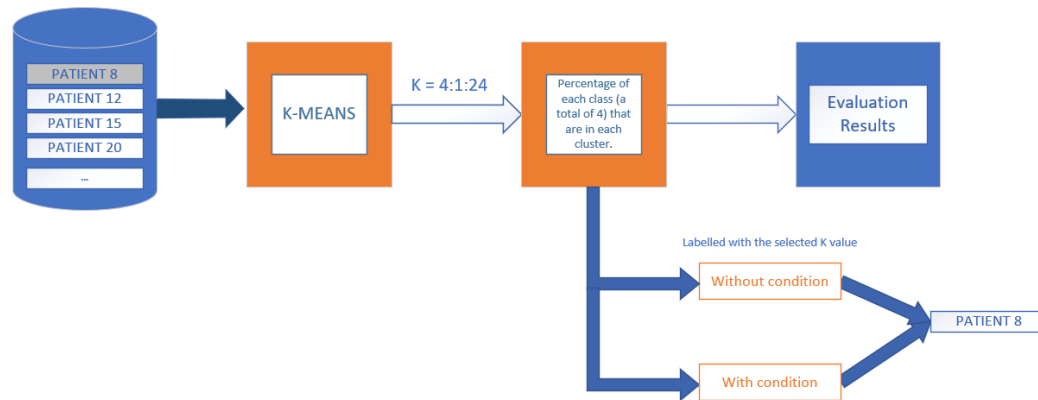 PATIENT 8
PATIENT 12
PATIENT 15
PATIENT 20
...
K-MEANS
K = 4:1:24
Percentage of
each class (a
total of 4) that
are in each
cluster.
Evaluation
Results
Labelled with the selected K value
Without condition
With condition
PATIENT 8